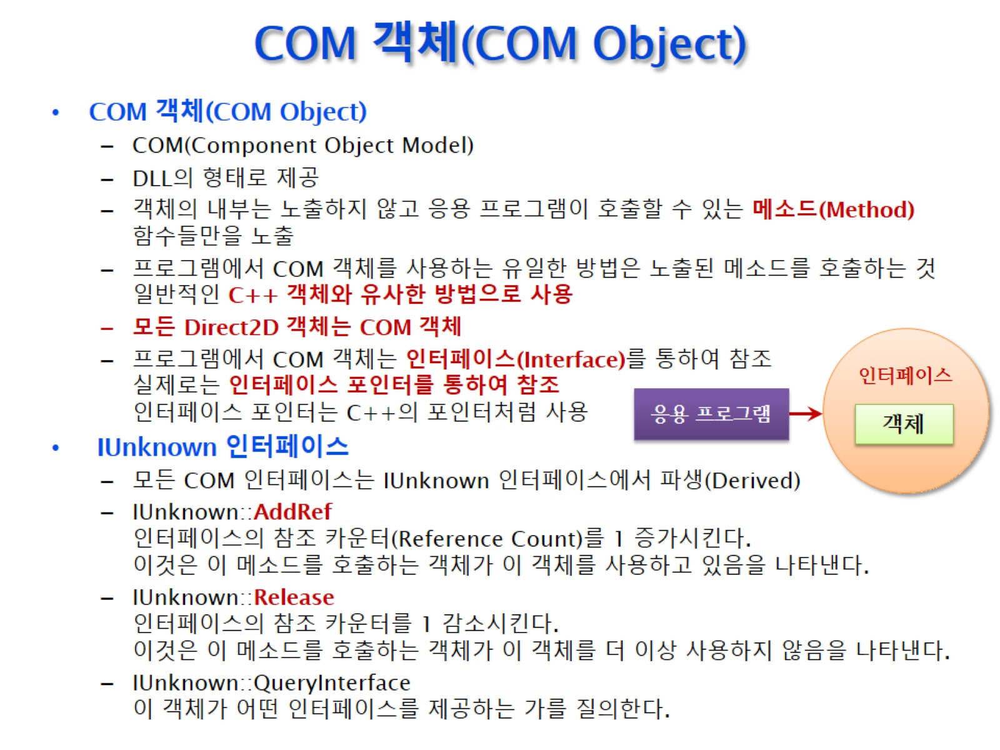 COM 객체(COM Object)
• COM 객체(COM Object)
– COM(Component Object Model)
– DLL의 형태로 제공
– 객체의 내부는 노출하지 않고 응용 프로그램이 호출할 수 있는 메소드(Method)
함수들만을 노출
– 프로그램에서 COM 객체를 사용하는 유일한 방법은 노출된 메소드를 호출하는 것
일반적인 C++ 객체와 유사한 방법으로 사용
– 모든 Direct2D 객체는 COM 객체
– 프로그램에서 COM 객체는 인터페이스(Interface)를 통하여 참조
실제로는 인터페이스 포인터를 통하여 참조
인터페이스 포인터는 C++의 포인터처럼 사용
응용 프로그램
인터페이스
객체
• IUnknown 인터페이스
– 모든 COM 인터페이스는 IUnknown 인터페이스에서 파생(Derived)
– IUnknown::AddRef
인터페이스의 참조 카운터(Reference Count)를 1 증가시킨다.
이것은 이 메소드를 호출하는 객체가 이 객체를 사용하고 있음을 나타낸다.
– IUnknown::Release
인터페이스의 참조 카운터를 1 감소시킨다.
이것은 이 메소드를 호출하는 객체가 이 객체를 더 이상 사용하지 않음을 나타낸다.
– IUnknown::QueryInterface
이 객체가 어떤 인터페이스를 제공하는 가를 질의한다.